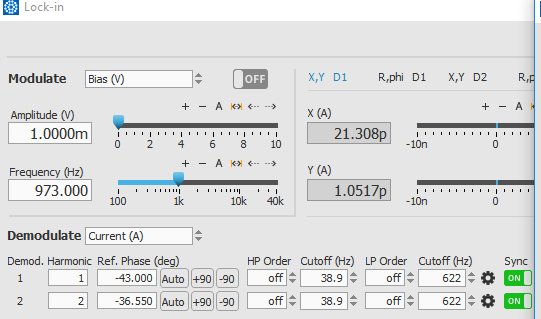 Lock-in
Modulate Bias (V) OFF
X,Y D1 R,phi D1 X,Y D2 R,p
Amplitude (V) + − A
1.0000m
0 2 4 6 8 10
X (A)
21.308p
-10n 0
Frequency (Hz) + − A
973.000
100 1k 10k 40k
Y (A)
1.0517p
-10n 0
Demodulate Current (A)
Demod. Harmonic Ref. Phase (deg) HP Order Cutoff (Hz) LP Order Cutoff (Hz) Sync
1 1 -43.000 Auto +90 -90 off 38.9 off 622 ON
2 2 -36.550 Auto +90 -90 off 38.9 off 622 ON